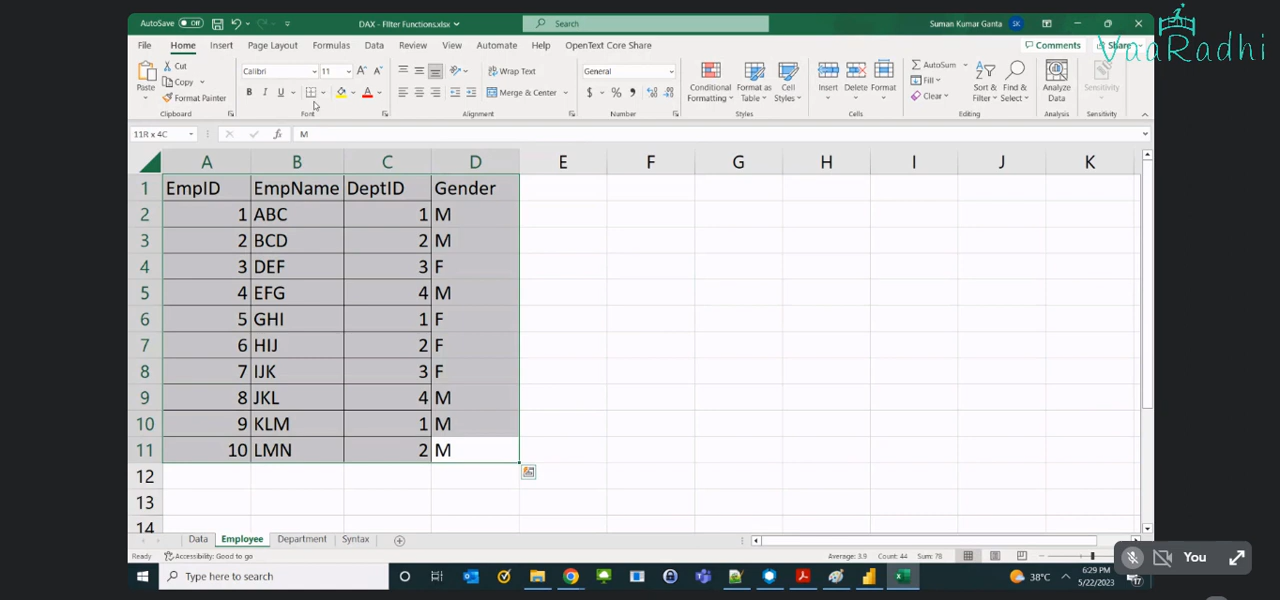 AutoSave Off
DAX - FIlter Functions.xlsx
Search
Suman Kumar Ganta SK
VaaRadhi
File Home Insert Page Layout Formulas Data Review View Automate Help OpenText Core Share Comments Share
Paste
Cut
Copy
Format Painter
Clipboard
Calibri 11
B I U
Font
Wrap Text
Merge & Center
Alignment
General
$ % ,
Number
Conditional Formatting
Format as Table
Cell Styles
Styles
Insert Delete Format
Cells
AutoSum
Fill
Clear
Sort & Filter
Find & Select
Editing
Analyze Data
Analysis
Sensitivity
Sensitivity
11R x 4C fx M
A B C D E F G H I J K
1 EmpID EmpName DeptID Gender
2 1 ABC 1 M
3 2 BCD 2 M
4 3 DEF 3 F
5 4 EFG 4 M
6 5 GHI 1 F
7 6 HIJ 2 F
8 7 IJK 3 F
9 8 JKL 4 M
10 9 KLM 1 M
11 10 LMN 2 M
12
13
14
Data Employee Department Syntax
Ready Accessibility: Good to go Average: 3.9 Count: 44 Sum: 78
You
Type here to search
38°C
6:29 PM
5/22/2023
17